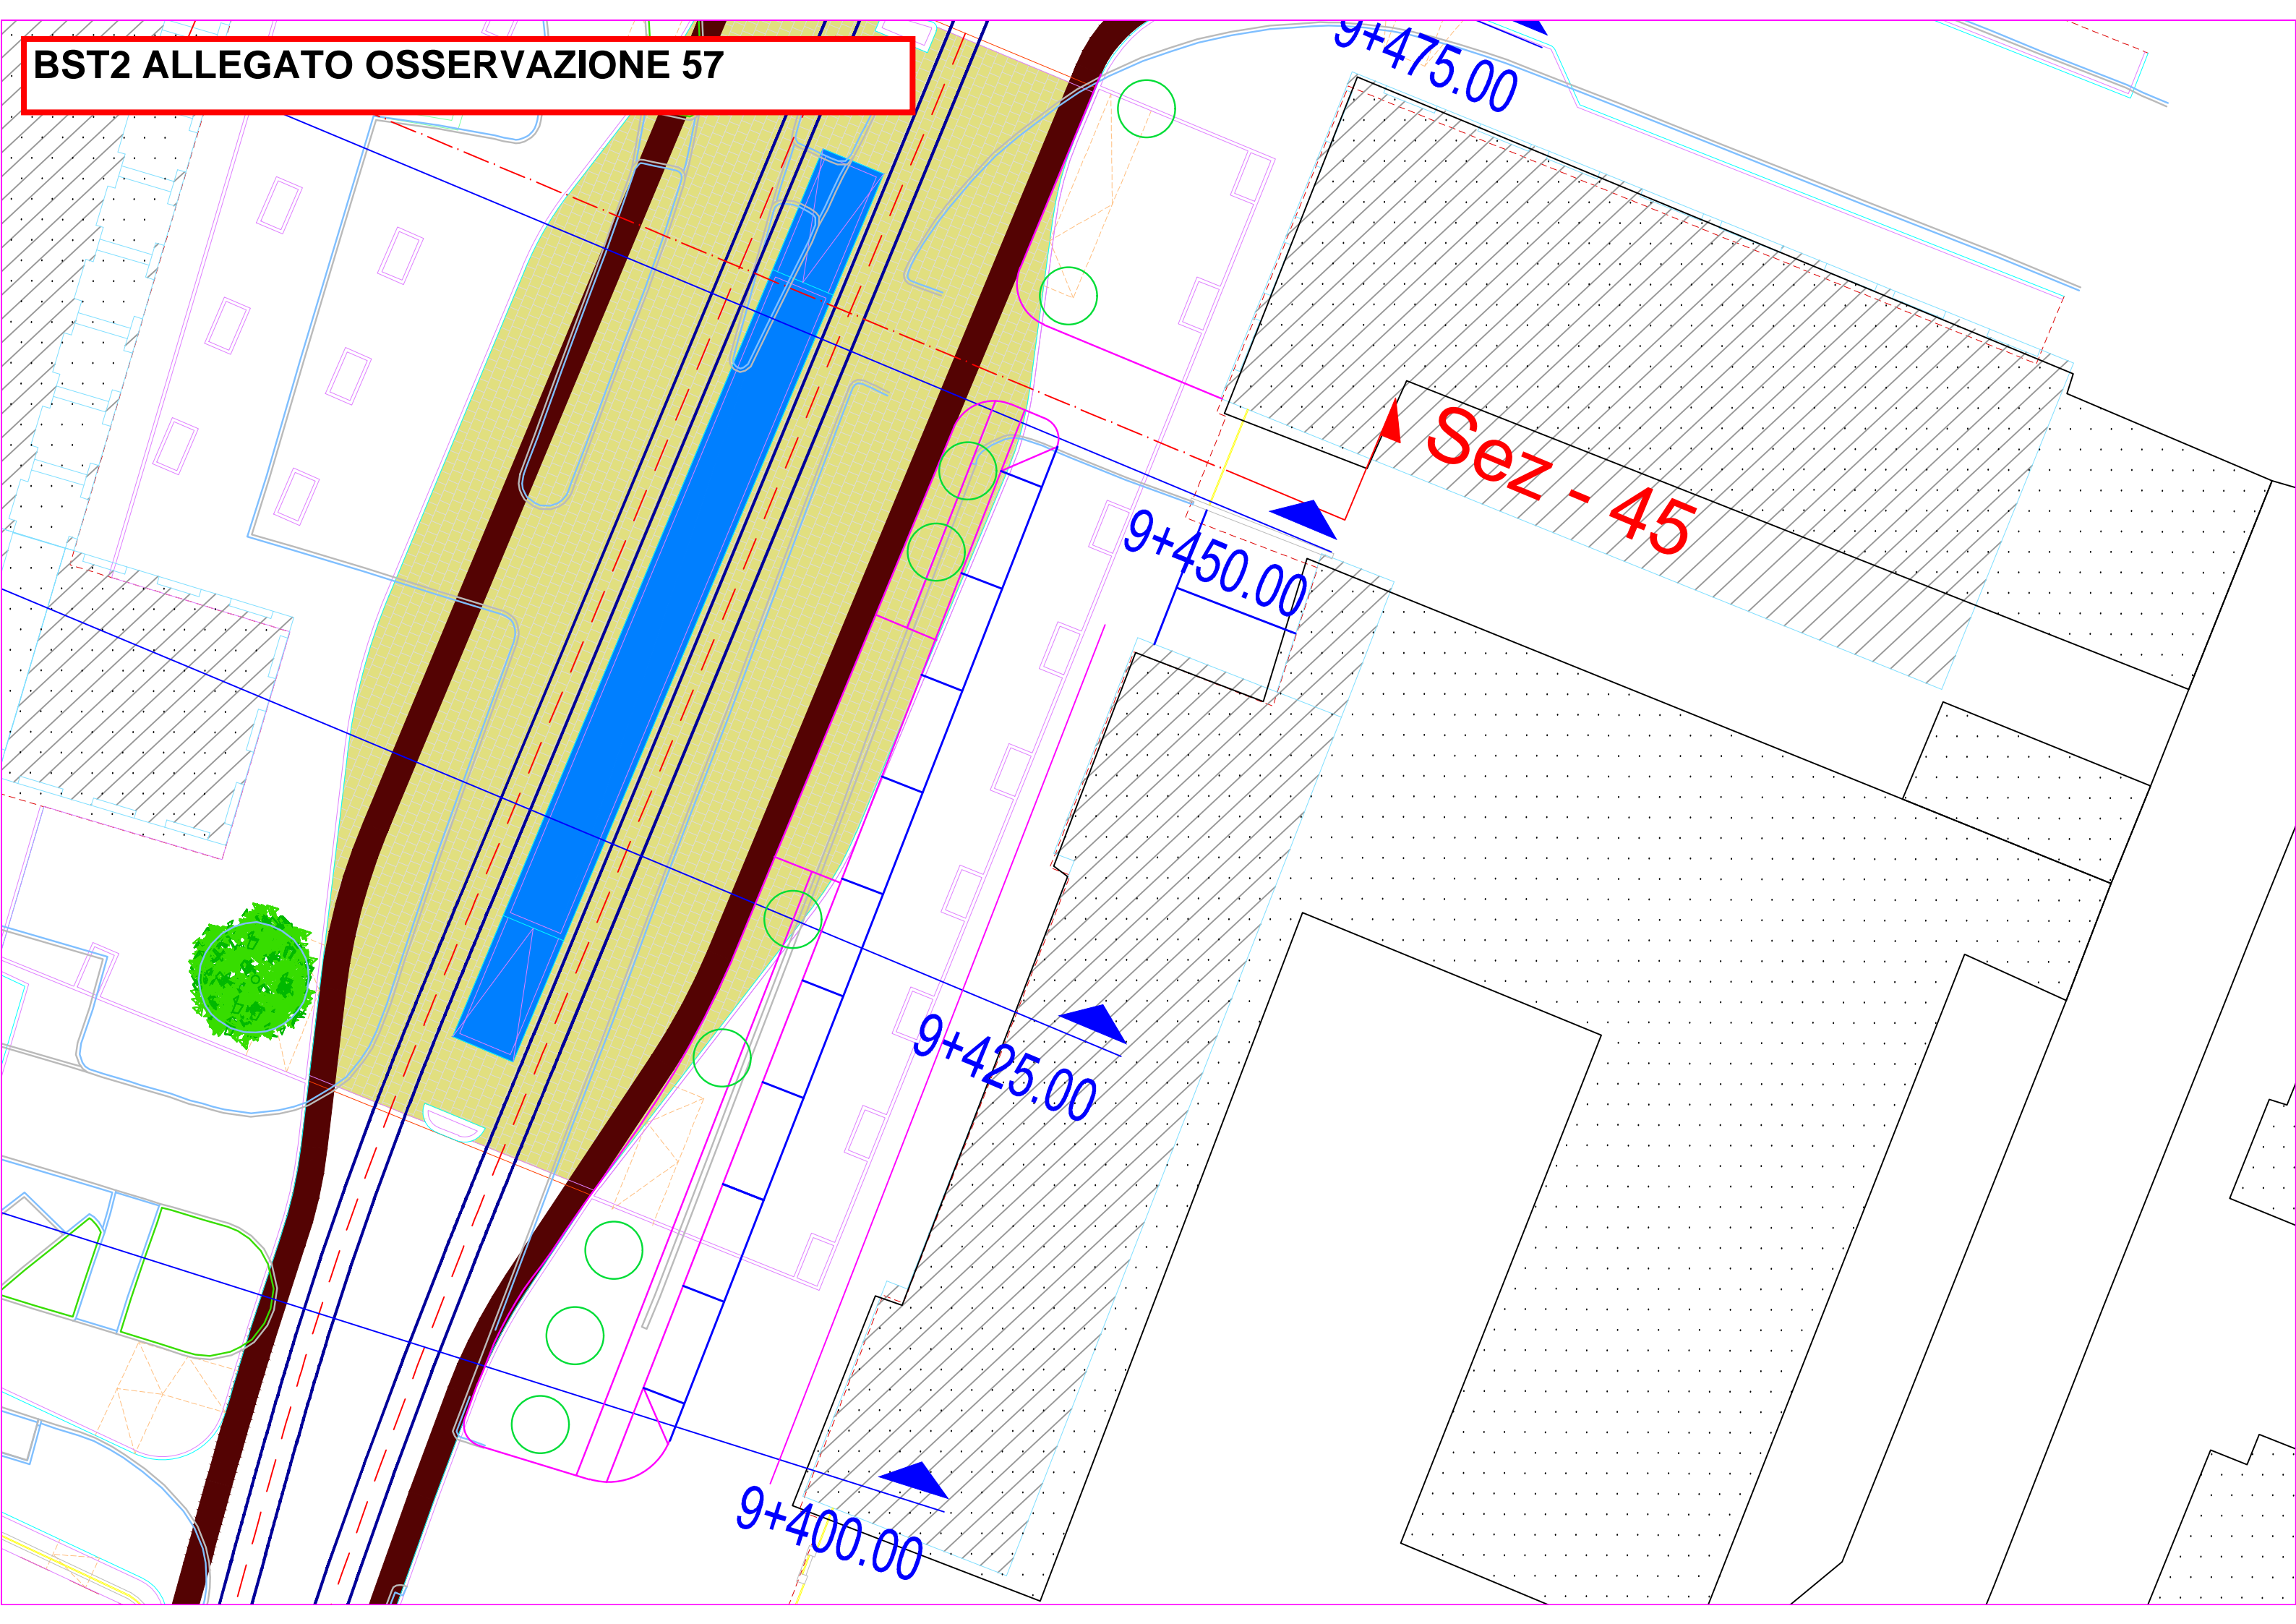 BST2 ALLEGATO OSSERVAZIONE 57
9+475.00
Sez - 45
9+450.00
9+425.00
9+400.00